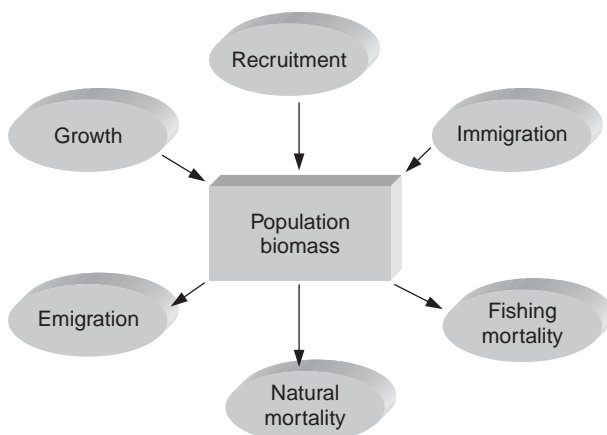 Recruitment
Growth
Immigration
Population
biomass
Emigration
Fishing
mortality
Natural
mortality